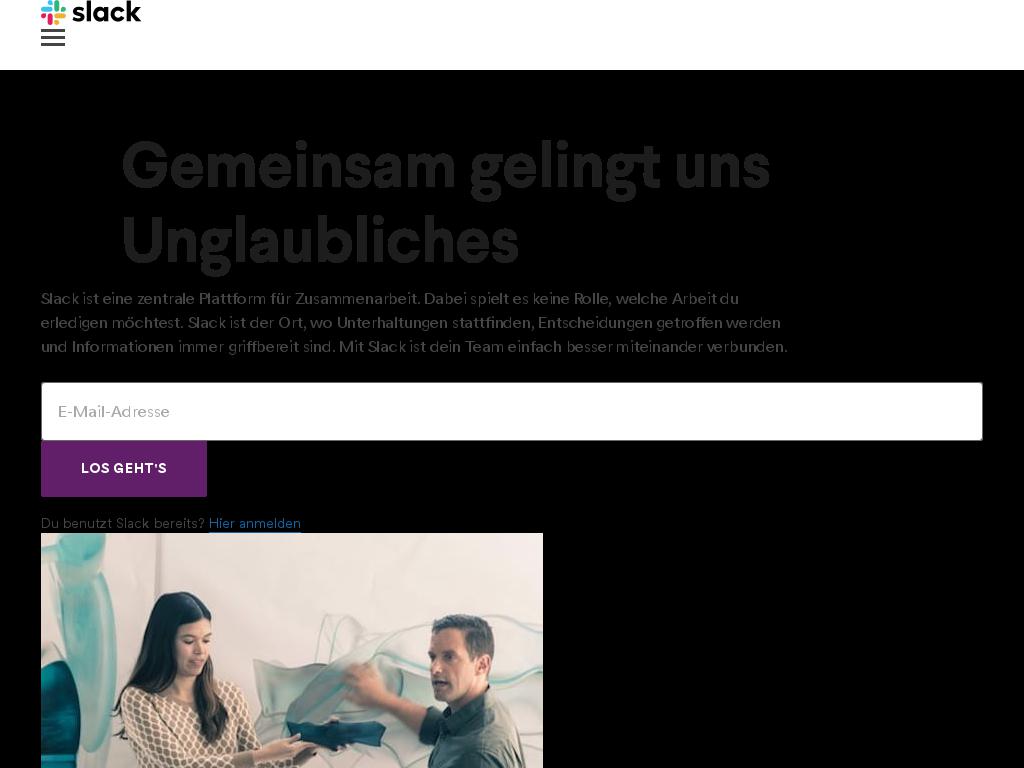 slack
Gemeinsam gelingt uns
Unglaubliches
Slack ist eine zentrale Plattform für Zusammenarbeit. Dabei spielt es keine Rolle, welche Arbeit du
erledigen möchtest. Slack ist der Ort, wo Unterhaltungen stattfinden, Entscheidungen getroffen werden
und Informationen immer griffbereit sind. Mit Slack ist dein Team einfach besser miteinander verbunden.
E-Mail-Adresse
LOS GEHT'S
Du benutzt Slack bereits? Hier anmelden